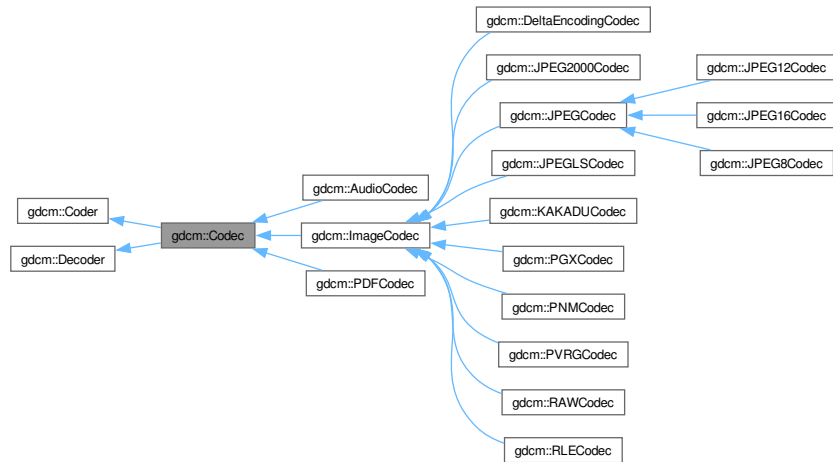 gdcm::DeltaEncodingCodec
gdcm::JPEG2000Codec
gdcm::JPEG12Codec
gdcm::JPEGCodec
gdcm::JPEG16Codec
gdcm::JPEGLSCodec
gdcm::JPEG8Codec
gdcm::AudioCodec
gdcm::Coder
gdcm::KAKADUCodec
gdcm::Codec
gdcm::ImageCodec
gdcm::Decoder
gdcm::PGXCodec
gdcm::PDFCodec
gdcm::PNMCodec
gdcm::PVRGCodec
gdcm::RAWCodec
gdcm::RLECodec